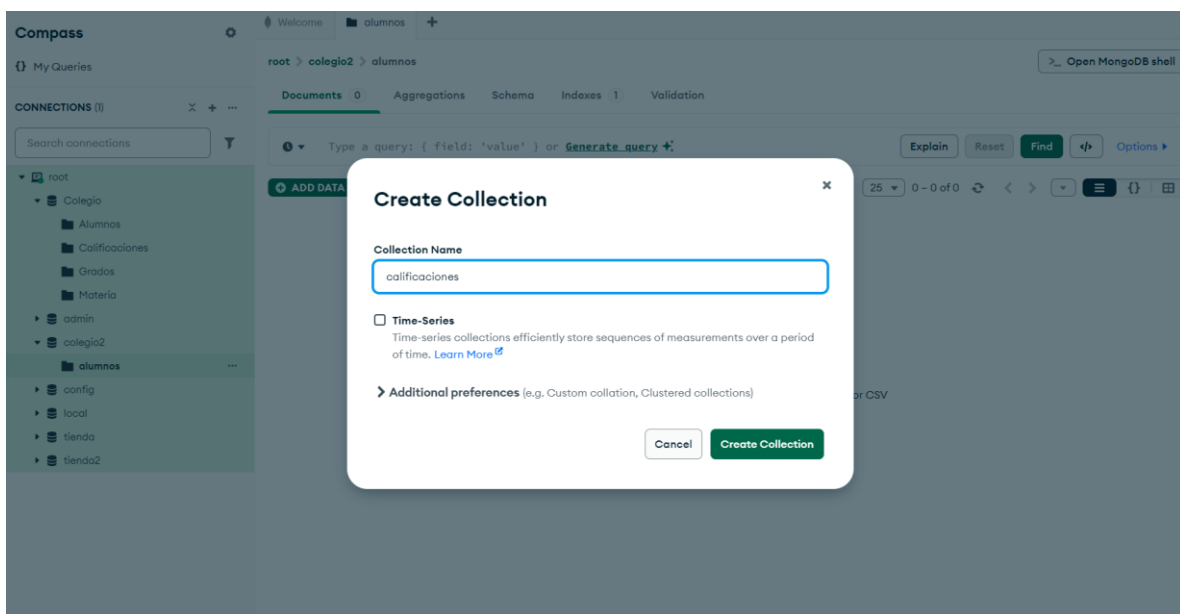 Compass
My Queries
CONNECTIONS (1)
Search connections
root
Colegio
Alumnos
Calificaciones
Grados
Materia
admin
colegio2
alumnos
config
local
tienda
tienda2
Welcome
alumnos
root > colegio2 > alumnos
>_ Open MongoDB shell
Documents 0 Aggregations Schema Indexes 1 Validation
Type a query: { field: 'value' } or Generate query
Explain Reset Find </> Options
ADD DATA
25 0 - 0 of 0
Create Collection
Collection Name
calificaciones
Time-Series
Time-series collections efficiently store sequences of measurements over a period
of time. Learn More
Additional preferences (e.g. Custom collation, Clustered collections)
or CSV
Cancel Create Collection